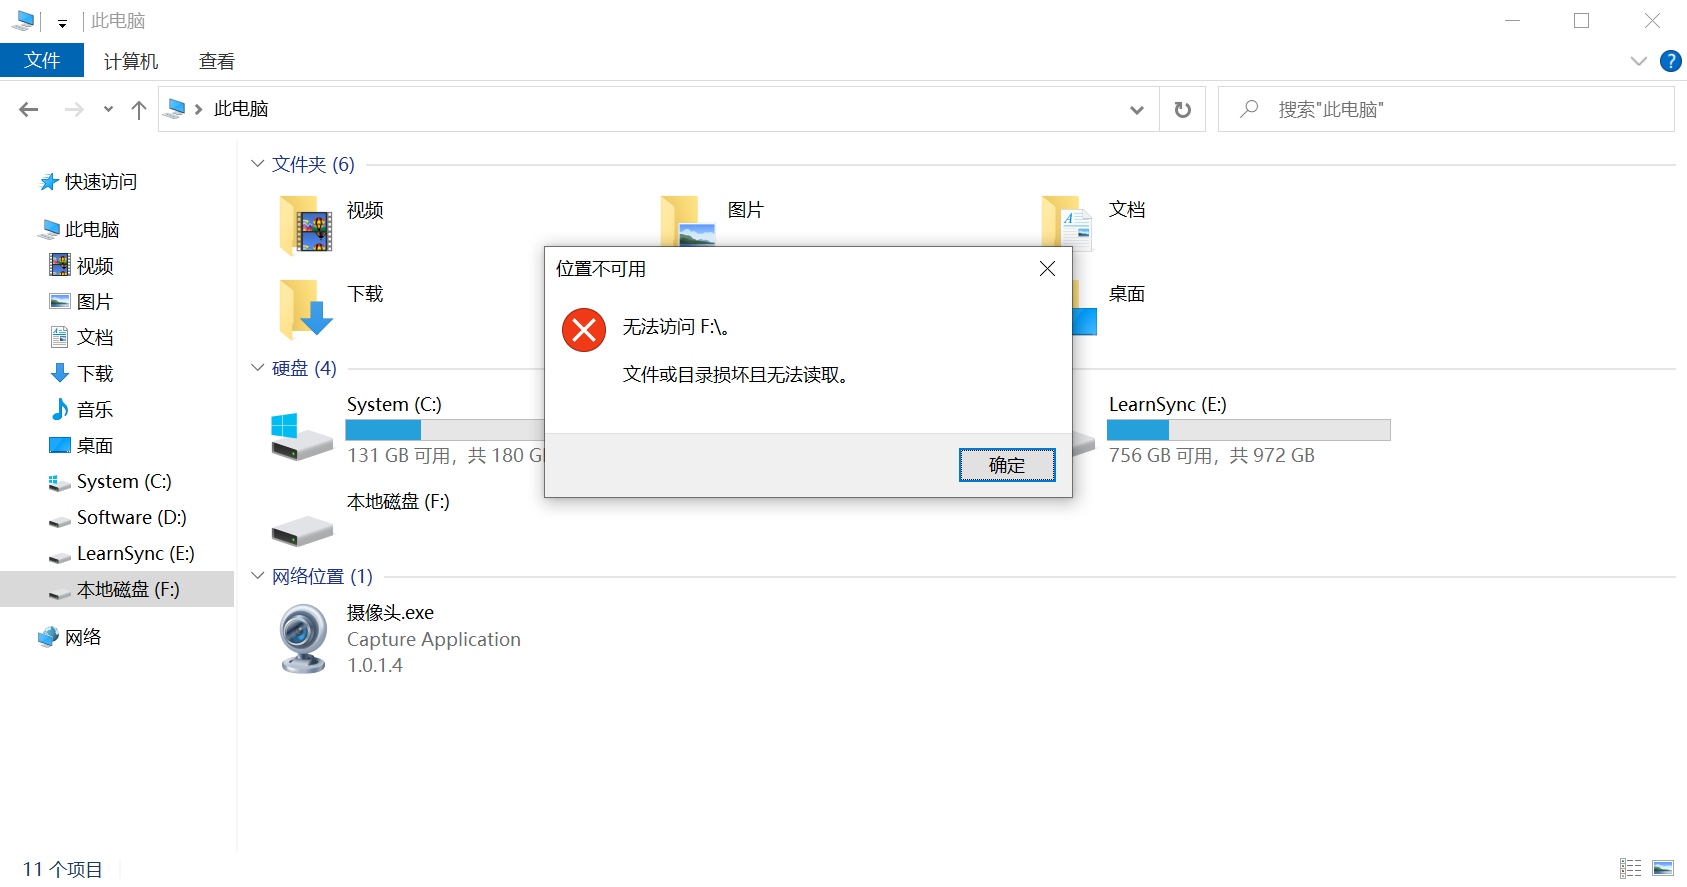 此电脑
文件 计算机 查看
此电脑 搜索"此电脑"
快速访问
此电脑
视频
图片
文档
下载
音乐
桌面
System (C:)
Software (D:)
LearnSync (E:)
本地磁盘 (F:)
网络
文件夹 (6)
视频
图片
文档
下载
桌面
硬盘 (4)
System (C:)
131 GB 可用，共 180 G
LearnSync (E:)
756 GB 可用，共 972 GB
本地磁盘 (F:)
网络位置 (1)
摄像头.exe
Capture Application
1.0.1.4
位置不可用
无法访问 F:\。
文件或目录损坏且无法读取。
确定
11 个项目